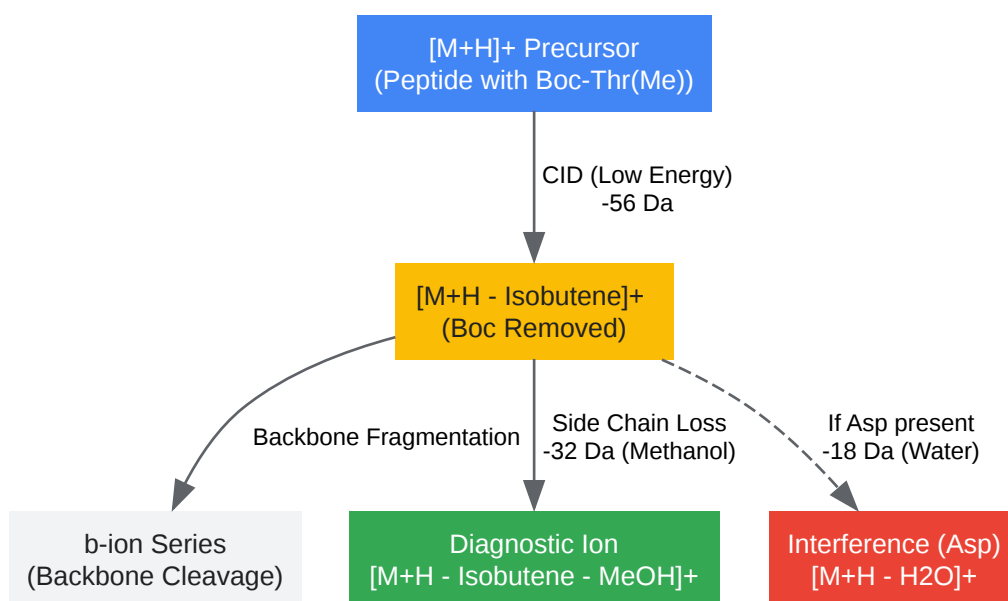 [M+H]+ Precursor
(Peptide with Boc-Thr(Me))
CID (Low Energy)
-56 Da
[M+H - Isobutene]+
(Boc Removed)
Backbone Fragmentation
Side Chain Loss
-32 Da (Methanol)
If Asp present
-18 Da (Water)
b-ion Series
(Backbone Cleavage)
Diagnostic Ion
[M+H - Isobutene - MeOH]+
Interference (Asp)
[M+H - H2O]+